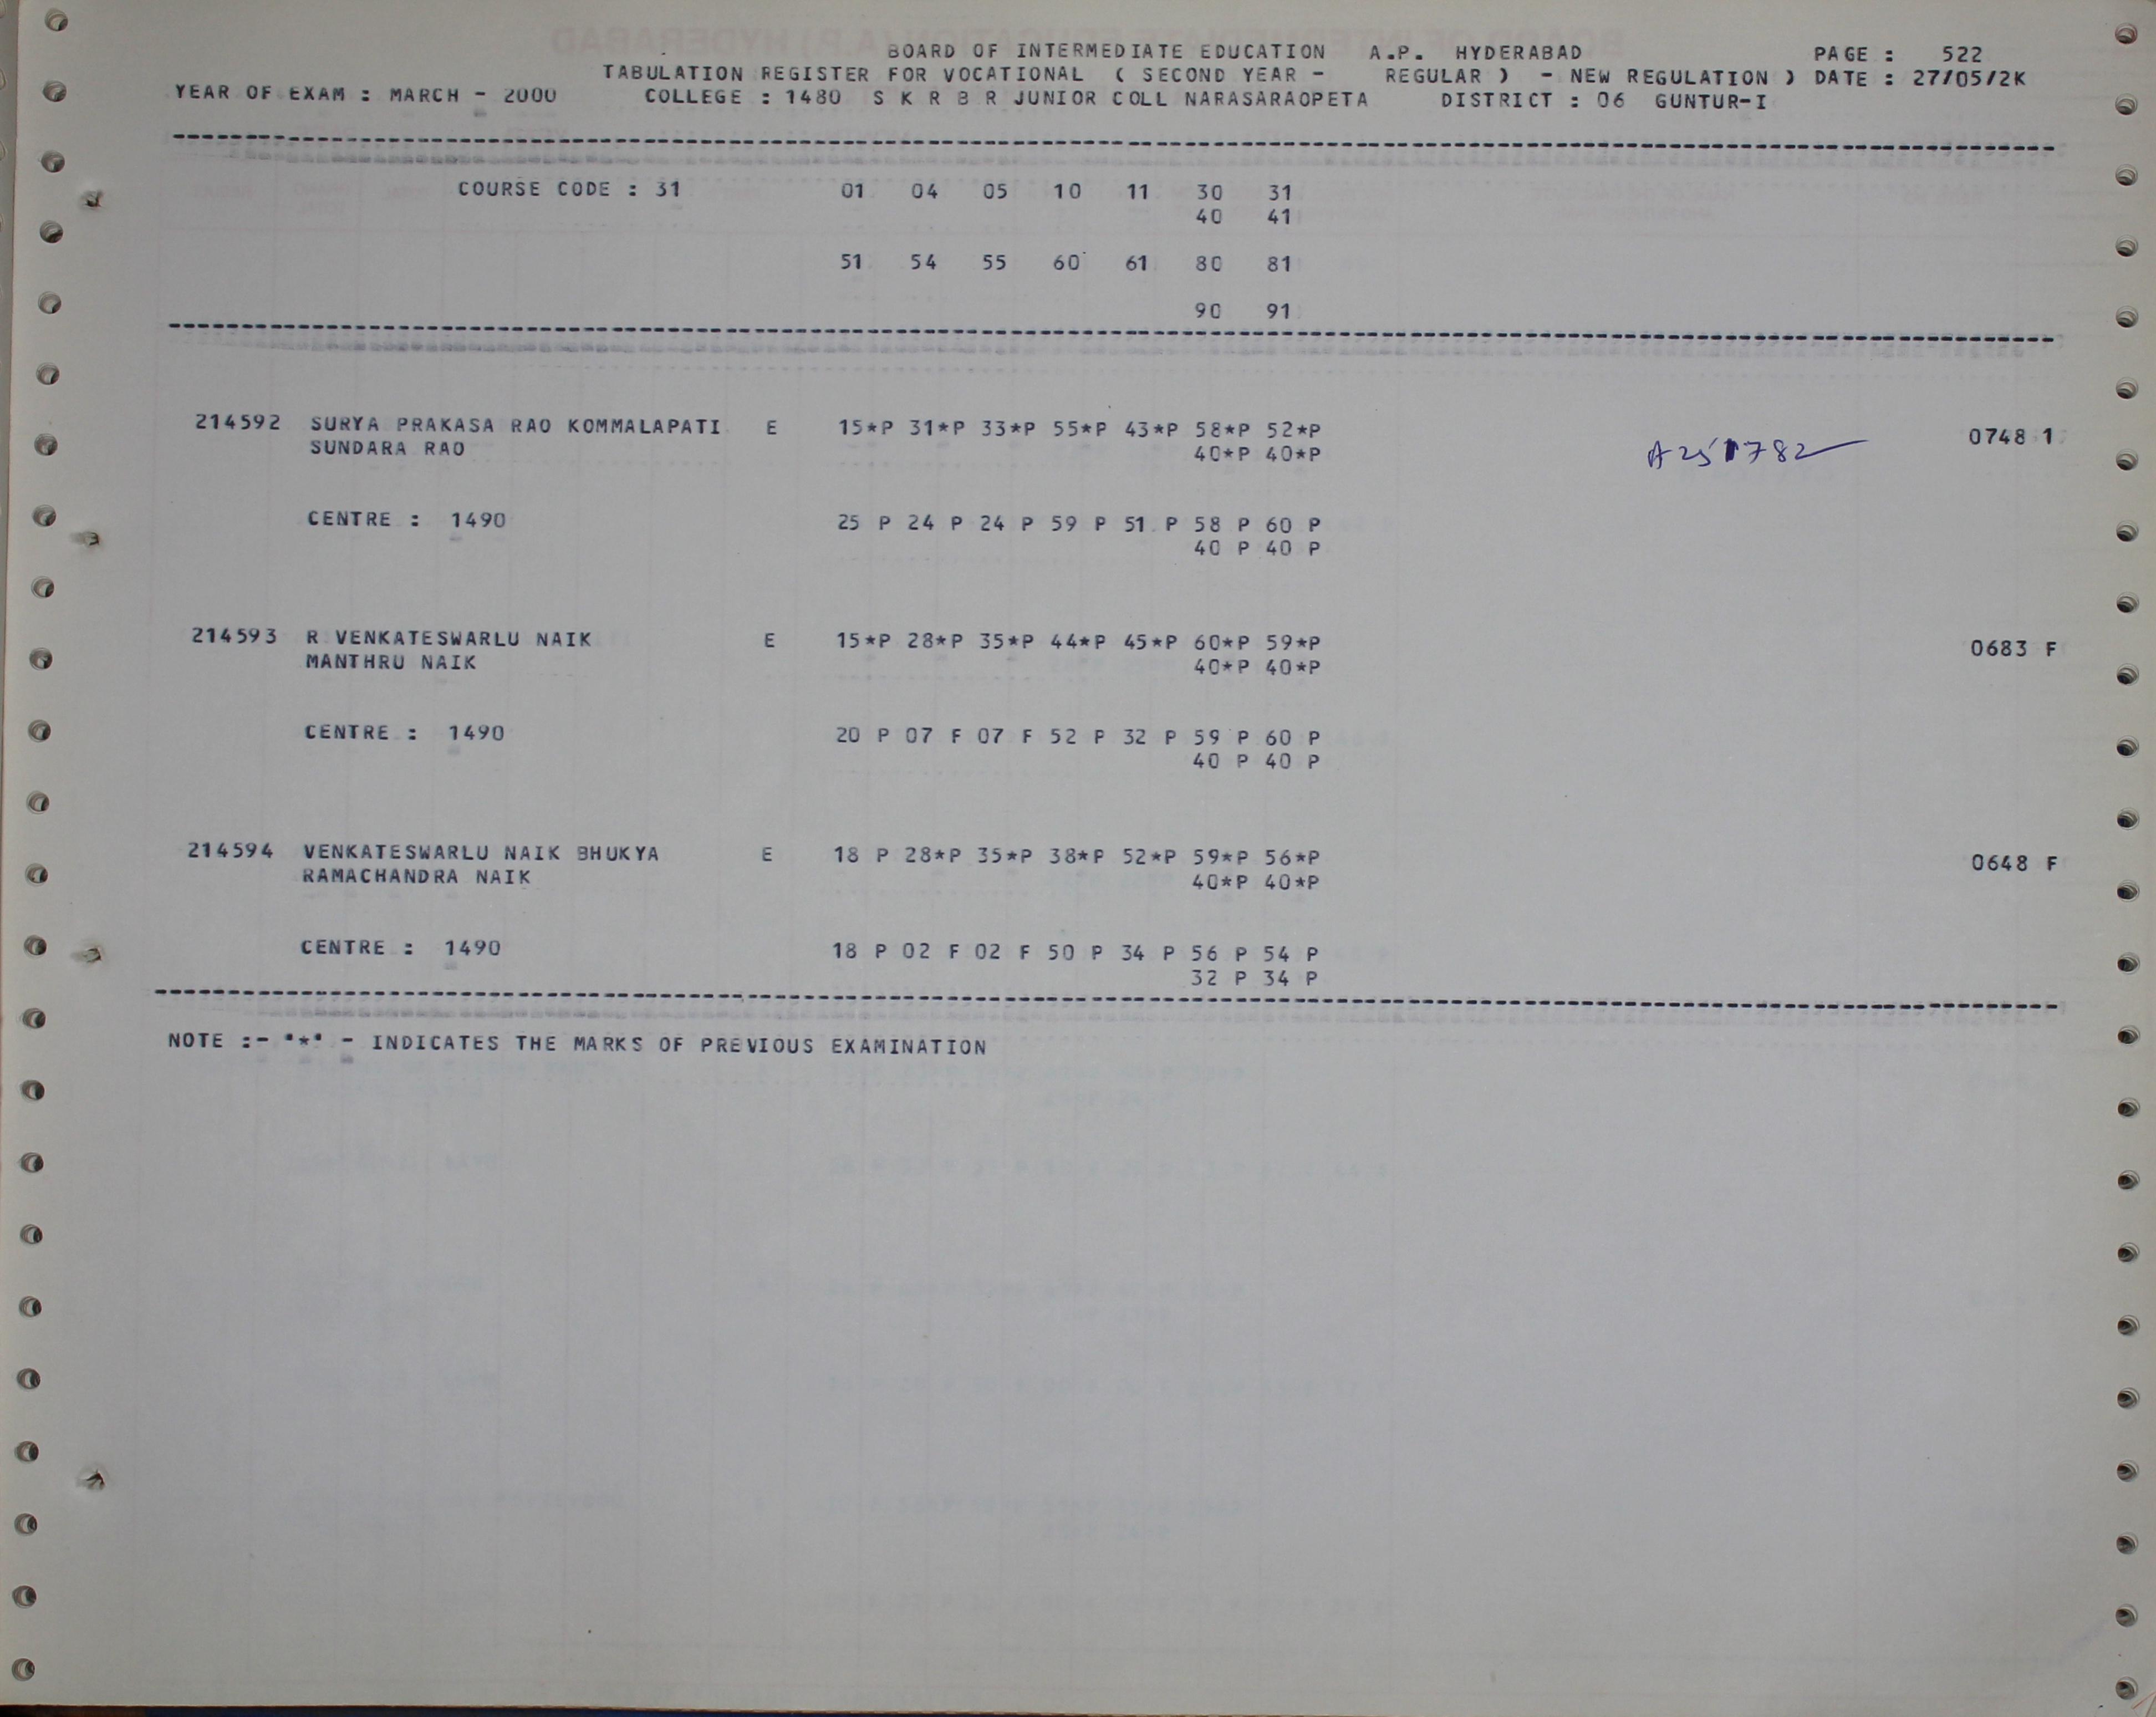 BOARD OF INTERMEDIATE EDUCATION A.P. HYDERABAD PAGE : 522
TABULATION REGISTER FOR VOCATIONAL ( SECOND YEAR - REGULAR ) - NEW REGULATION ) DATE : 27/05/2K
YEAR OF EXAM : MARCH - 2000 COLLEGE : 1480 S K R B R JUNIOR COLL NARASARAOPETA DISTRICT : 06 GUNTUR-I
COURSE CODE : 31 01 04 05 10 11 30 31
40 41
51 54 55 60 61 80 81
90 91
214592 SURYA PRAKASA RAO KOMMALAPATI E 15*P 31*P 33*P 55*P 43*P 58*P 52*P 0748 1
SUNDARA RAO 40*P 40*P A251782
CENTRE : 1490 25 P 24 P 24 P 59 P 51 P 58 P 60 P
40 P 40 P
214593 R VENKATESWARLU NAIK E 15*P 28*P 35*P 44*P 45*P 60*P 59*P 0683 F
MANTHRU NAIK 40*P 40*P
CENTRE : 1490 20 P 07 F 07 F 52 P 32 P 59 P 60 P
40 P 40 P
214594 VENKATESWARLU NAIK BHUKYA E 18 P 28*P 35*P 38*P 52*P 59*P 56*P 0648 F
RAMACHANDRA NAIK 40*P 40*P
CENTRE : 1490 18 P 02 F 02 F 50 P 34 P 56 P 54 P
32 P 34 P
NOTE :- '*' - INDICATES THE MARKS OF PREVIOUS EXAMINATION